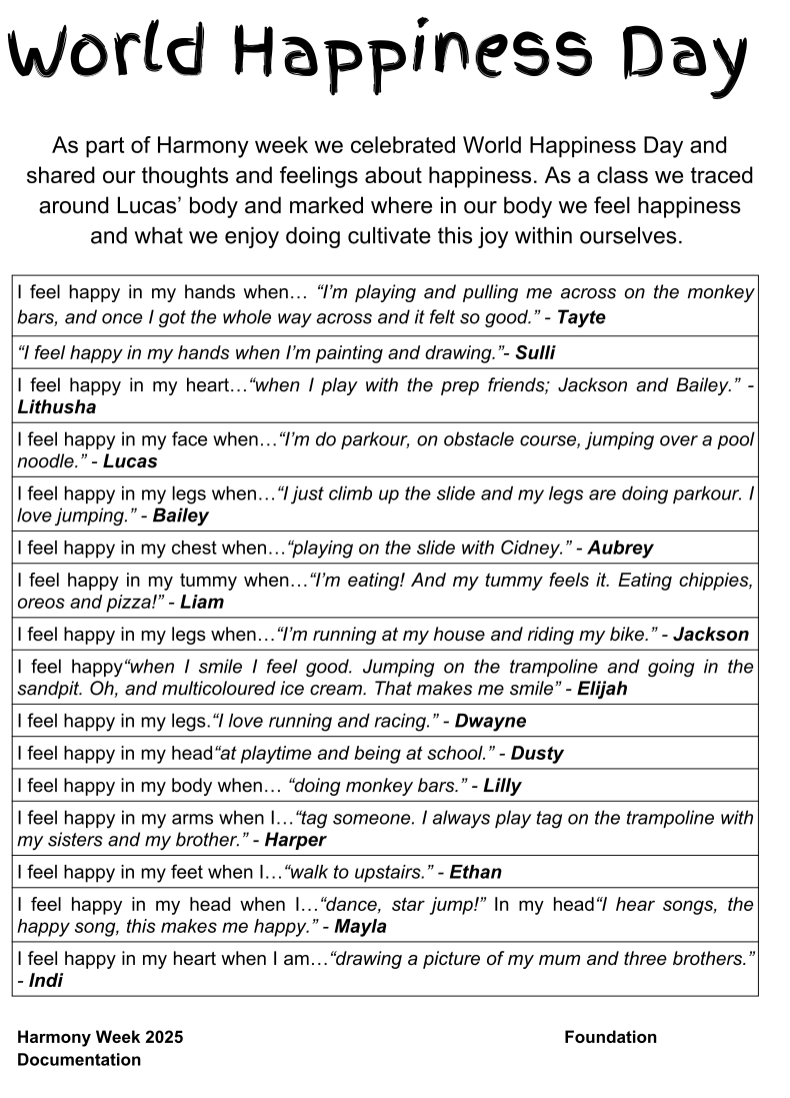 World Happiness Day
As part of Harmony week we celebrated World Happiness Day and
shared our thoughts and feelings about happiness. As a class we traced
around Lucas’ body and marked where in our body we feel happiness
and what we enjoy doing cultivate this joy within ourselves.
I feel happy in my hands when… “I’m playing and pulling me across on the monkey
bars, and once I got the whole way across and it felt so good.” - Tayte
“I feel happy in my hands when I’m painting and drawing.”- Sulli
I feel happy in my heart…“when I play with the prep friends; Jackson and Bailey.” -
Lithusha
I feel happy in my face when…“I’m do parkour, on obstacle course, jumping over a pool
noodle.” - Lucas
I feel happy in my legs when…“I just climb up the slide and my legs are doing parkour. I
love jumping.” - Bailey
I feel happy in my chest when…“playing on the slide with Cidney.” - Aubrey
I feel happy in my tummy when…“I’m eating! And my tummy feels it. Eating chippies,
oreos and pizza!” - Liam
I feel happy in my legs when…“I’m running at my house and riding my bike.” - Jackson
I feel happy“when I smile I feel good. Jumping on the trampoline and going in the
sandpit. Oh, and multicoloured ice cream. That makes me smile” - Elijah
I feel happy in my legs.“I love running and racing.” - Dwayne
I feel happy in my head“at playtime and being at school.” - Dusty
I feel happy in my body when… “doing monkey bars.” - Lilly
I feel happy in my arms when I…“tag someone. I always play tag on the trampoline with
my sisters and my brother.” - Harper
I feel happy in my feet when I…“walk to upstairs.” - Ethan
I feel happy in my head when I…“dance, star jump!” In my head“I hear songs, the
happy song, this makes me happy.” - Mayla
I feel happy in my heart when I am…“drawing a picture of my mum and three brothers.”
- Indi
Harmony Week 2025 Foundation
Documentation